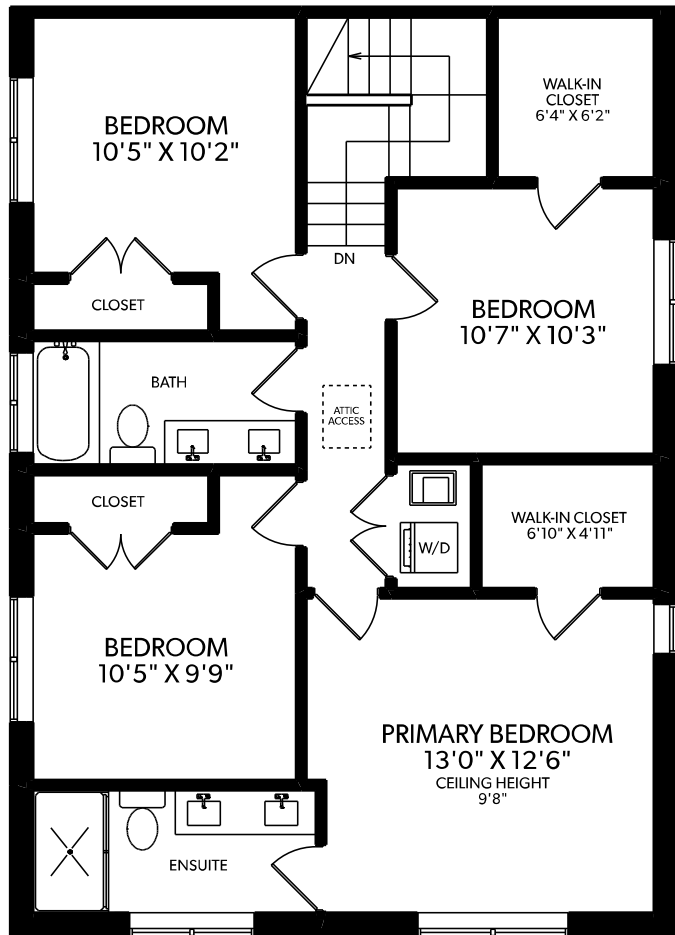 WALK-IN
CLOSET
6'4" X 6'2"
BEDROOM
10'5" X 10'2"
DN
CLOSET
BEDROOM
10'7" X 10'3"
BATH
ATTIC
ACCESS
CLOSET
WALK-IN CLOSET
6'10" X 4'11"
W/D
BEDROOM
10'5" X 9'9"
PRIMARY BEDROOM
13'0" X 12'6"
CEILING HEIGHT
9'8"
ENSUITE